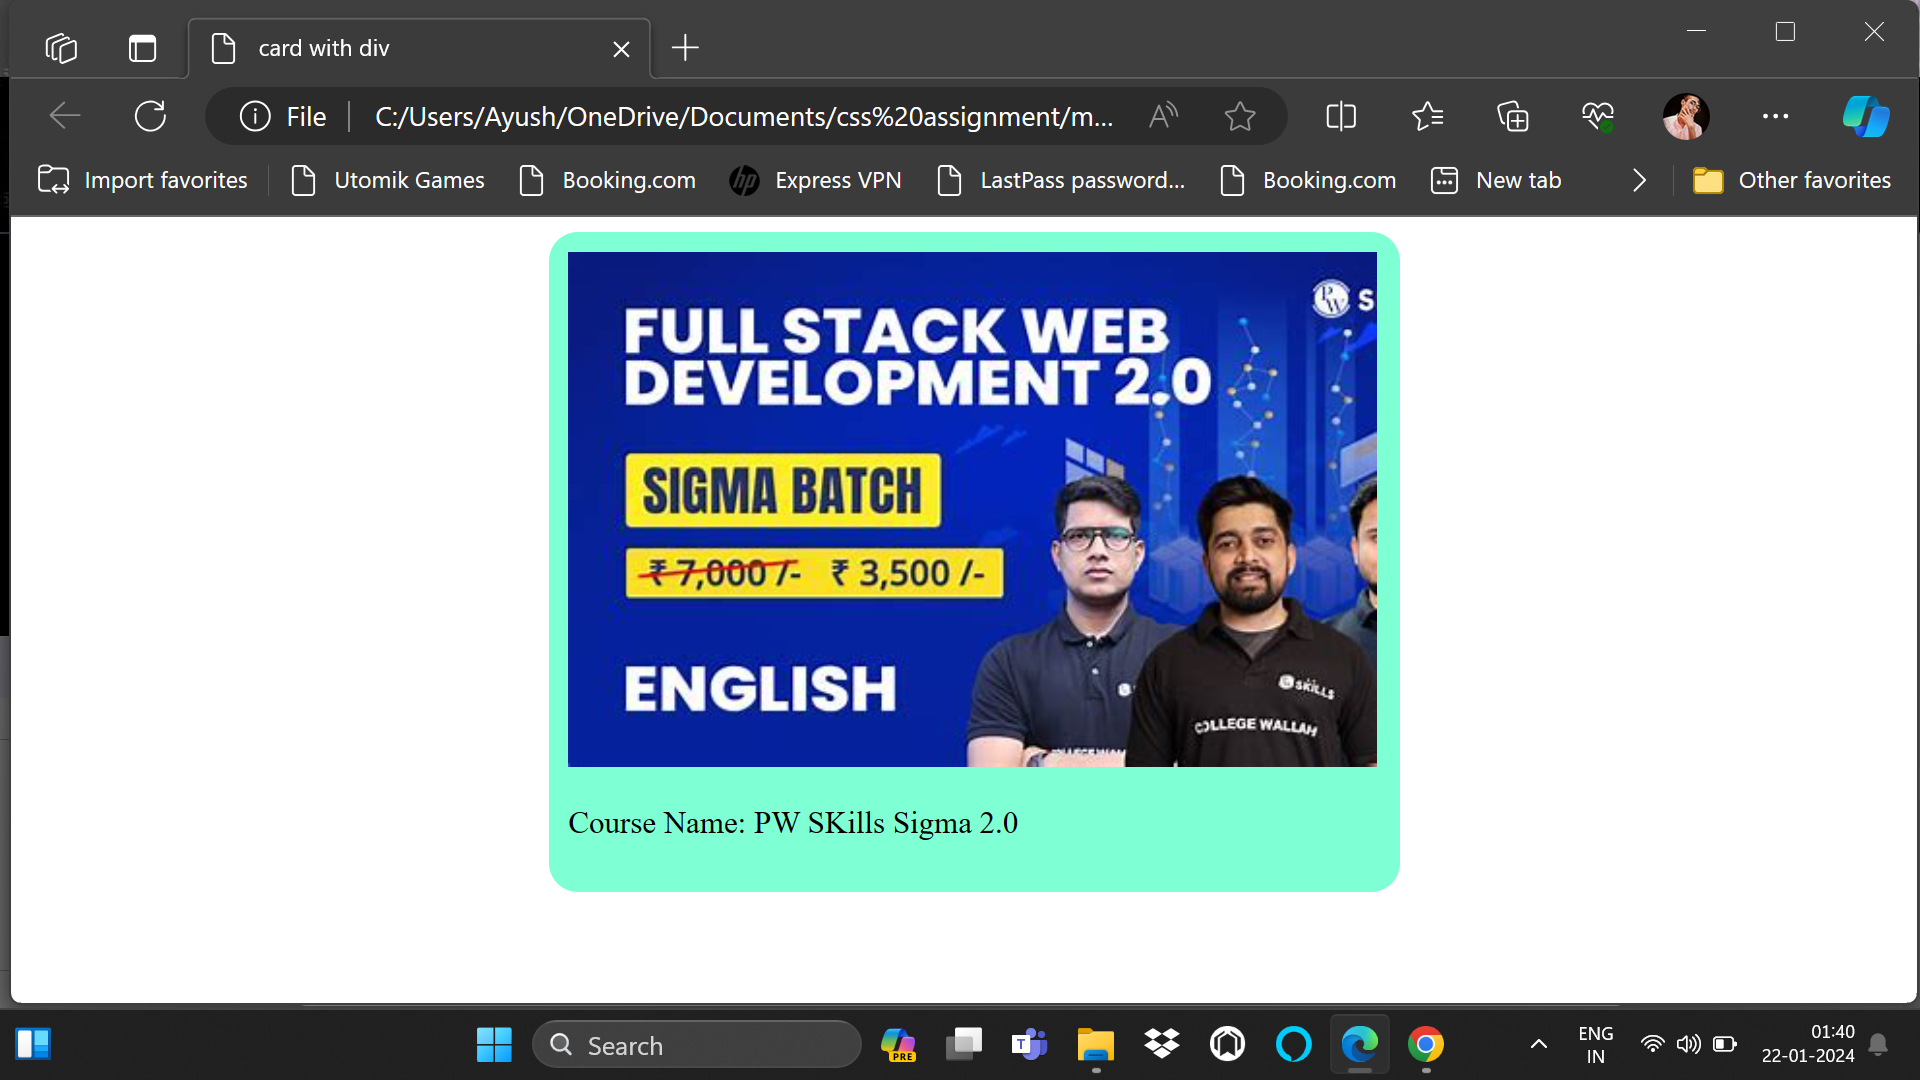 card with div
File
C:/Users/Ayush/OneDrive/Documents/css%20assignment/m...
Import favorites
Utomik Games
Booking.com
Express VPN
LastPass password...
Booking.com
New tab
Other favorites
PW S
FULL STACK WEB
DEVELOPMENT 2.0
SIGMA BATCH
₹ 7,000 /- ₹ 3,500 /-
ENGLISH
SKILLS
COLLEGE WALLAH
Course Name: PW SKills Sigma 2.0
Search
PRE
T
ENG
IN
01:40
22-01-2024